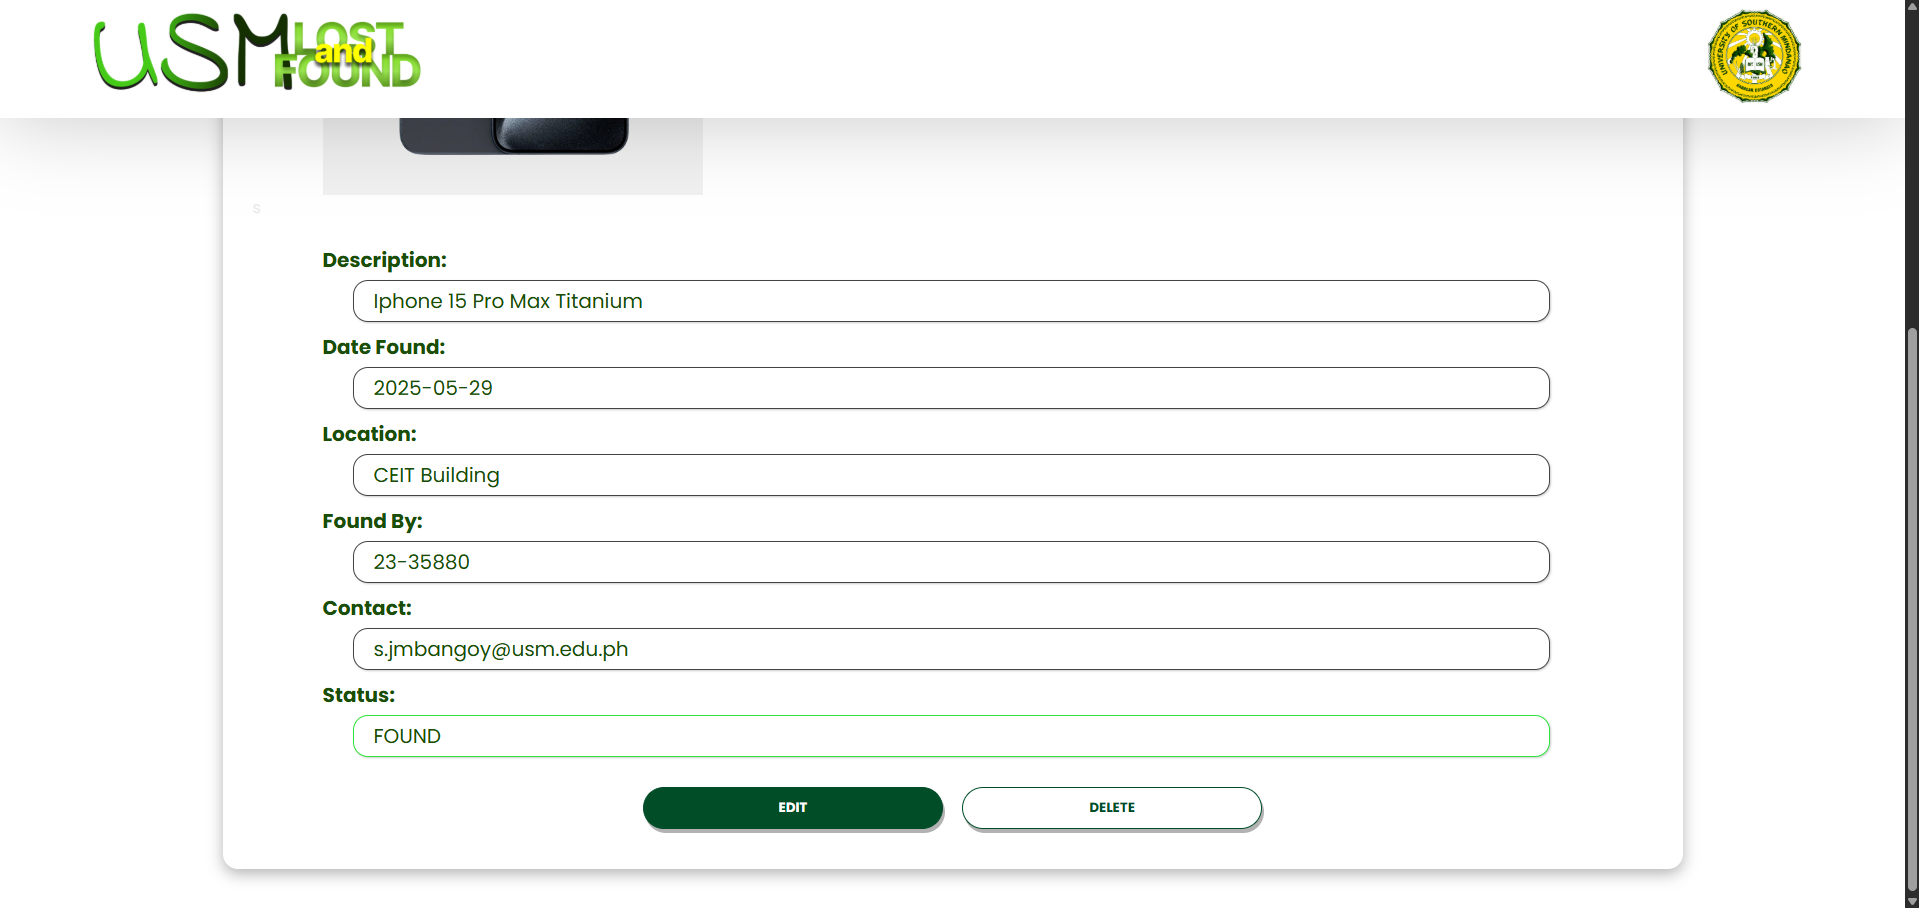 USM LOST
and
FOUND
UNIVERSITY OF SOUTHERN MINDANAO
s
Description:
Iphone 15 Pro Max Titanium
Date Found:
2025-05-29
Location:
CEIT Building
Found By:
23-35880
Contact:
s.jmbangoy@usm.edu.ph
Status:
FOUND
EDIT
DELETE